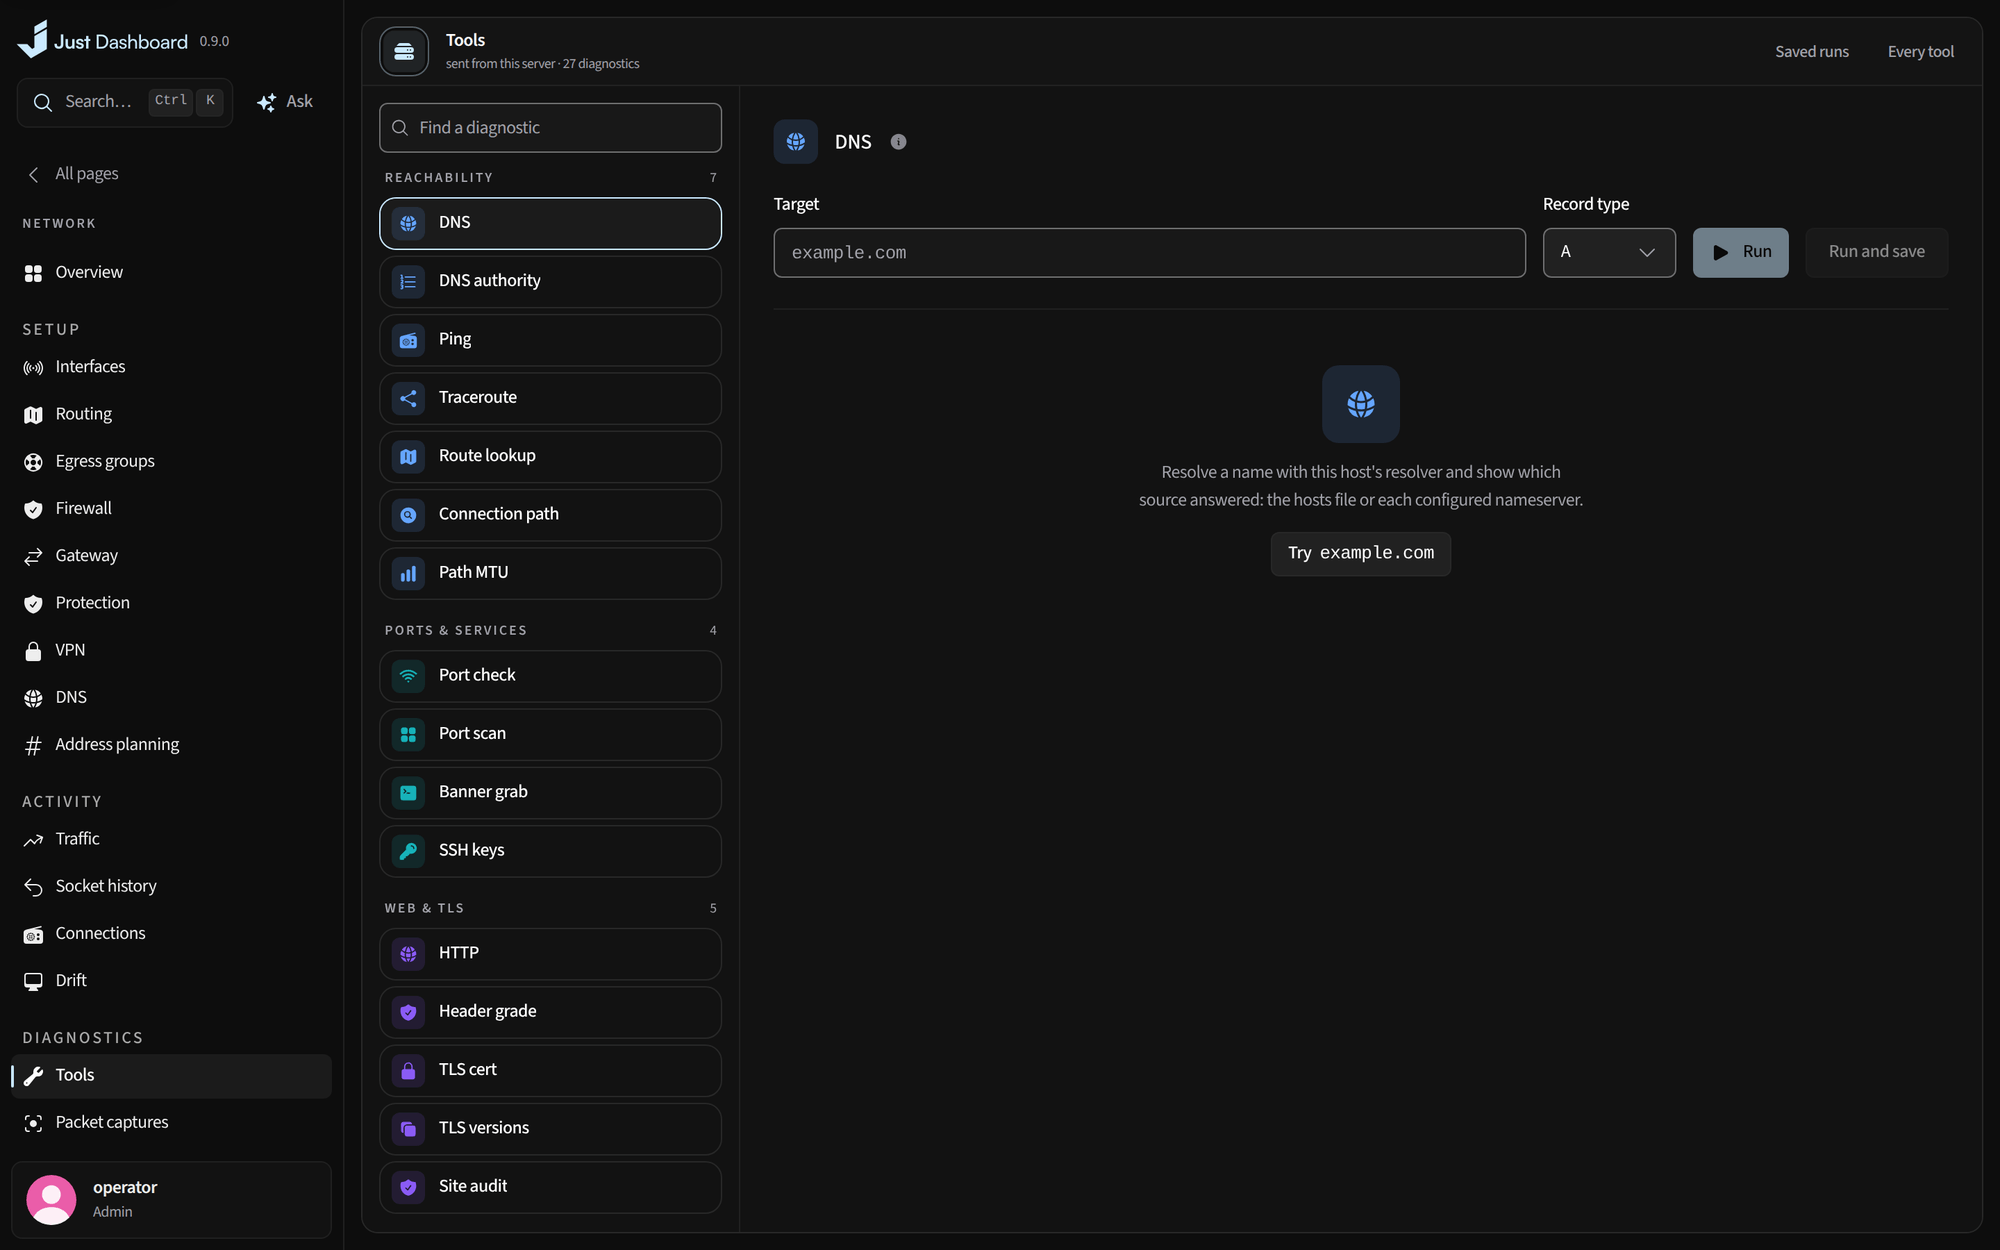 Just Dashboard 0.9.0
Search... Ctrl K
Ask
All pages
NETWORK
Overview
SETUP
Interfaces
Routing
Egress groups
Firewall
Gateway
Protection
VPN
DNS
Address planning
ACTIVITY
Traffic
Socket history
Connections
Drift
DIAGNOSTICS
Tools
Packet captures
operator
Admin
Tools
sent from this server · 27 diagnostics
Saved runs
Every tool
Find a diagnostic
REACHABILITY 7
DNS
DNS authority
Ping
Traceroute
Route lookup
Connection path
Path MTU
PORTS & SERVICES 4
Port check
Port scan
Banner grab
SSH keys
WEB & TLS 5
HTTP
Header grade
TLS cert
TLS versions
Site audit
DNS
Target
Record type
example.com
A
Run
Run and save
Resolve a name with this host's resolver and show which
source answered: the hosts file or each configured nameserver.
Try example.com